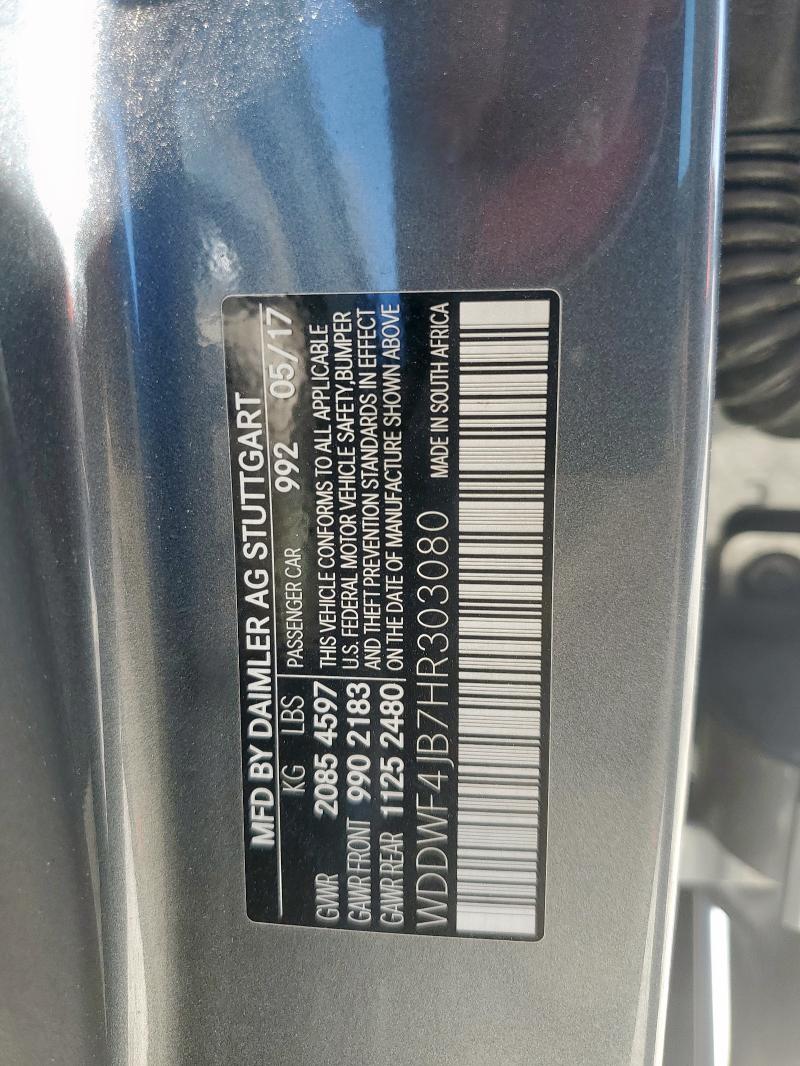 MFD BY DAIMLER AG STUTTGART
KG LBS PASSENGER CAR 992 05/17
GVWR 2085 4597 THIS VEHICLE CONFORMS TO ALL APPLICABLE
GAWR FRONT 990 2183 U.S. FEDERAL MOTOR VEHICLE SAFETY,BUMPER
GAWR REAR 1125 2480 AND THEFT PREVENTION STANDARDS IN EFFECT
ON THE DATE OF MANUFACTURE SHOWN ABOVE
WDDWF4JB7HR303080 MADE IN SOUTH AFRICA